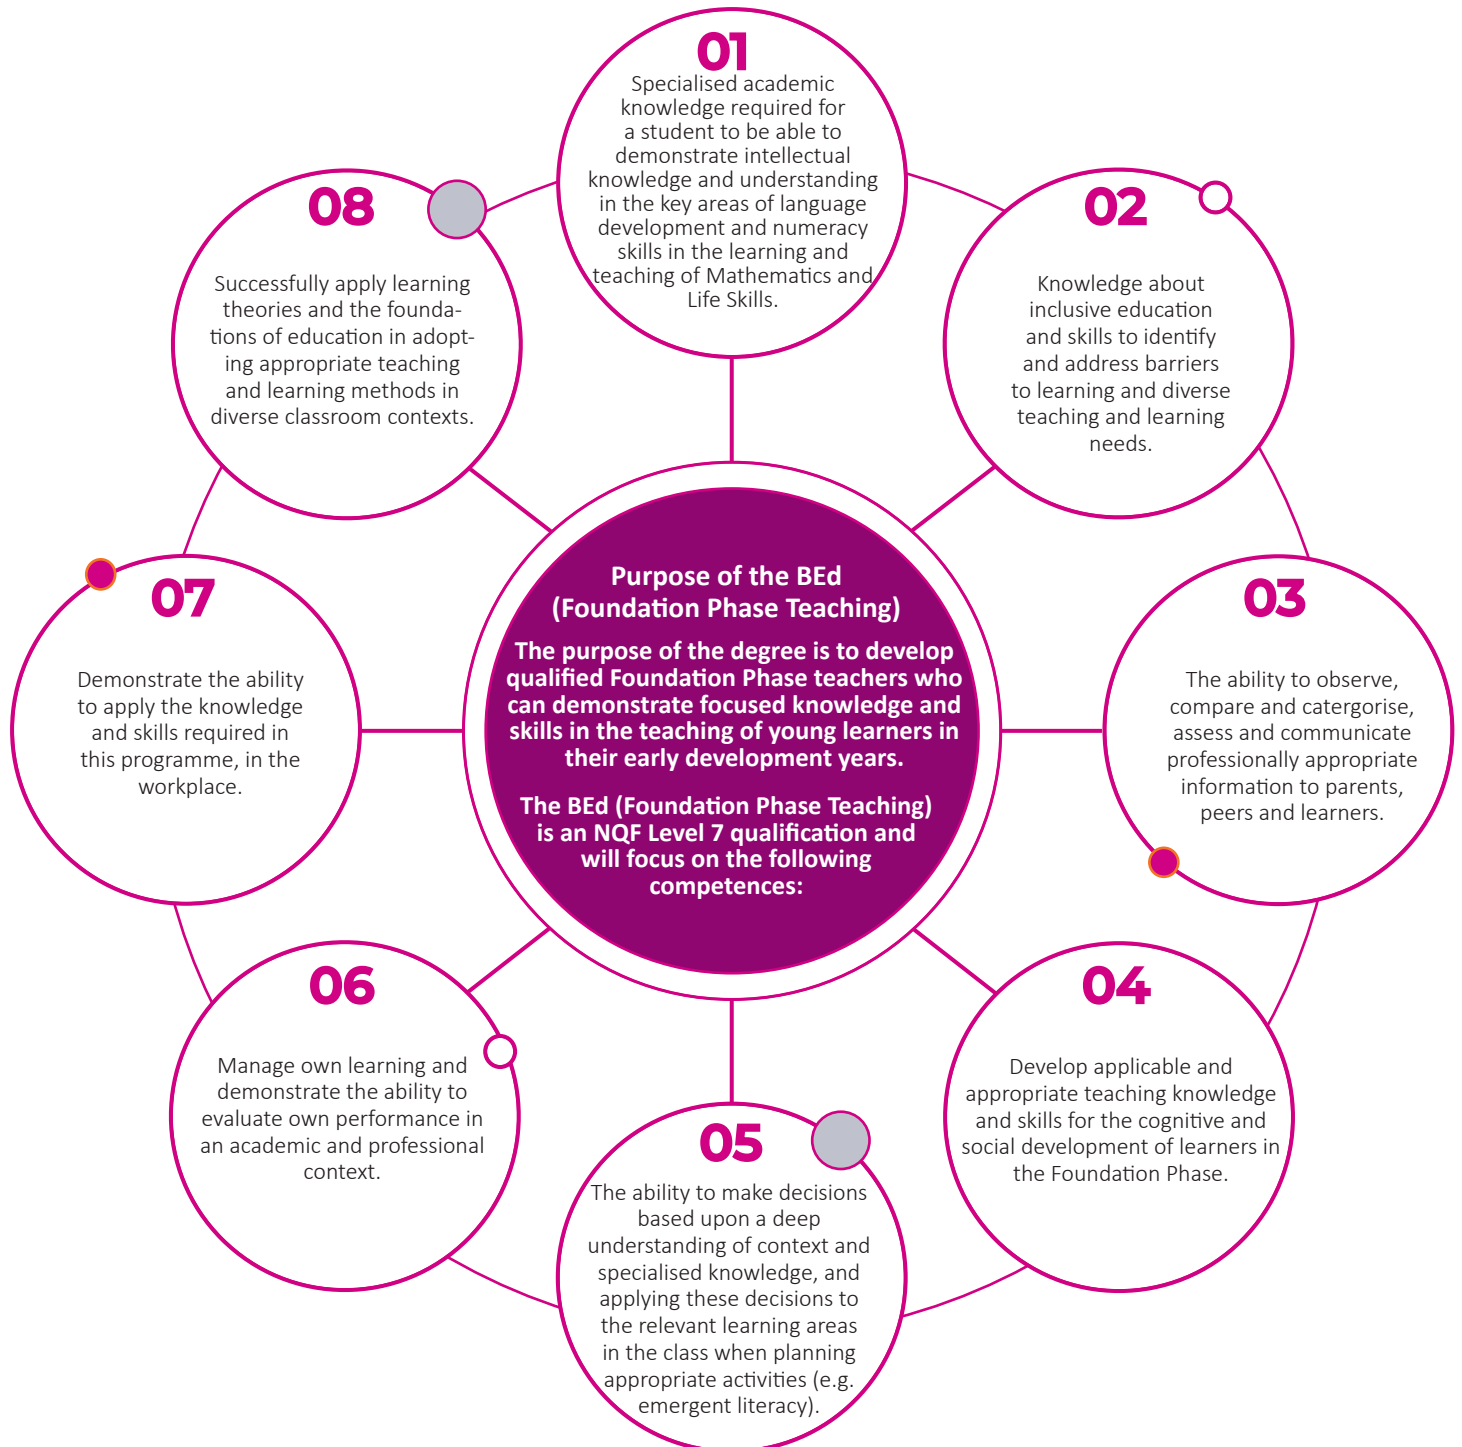 01
Specialised academic
knowledge required for
a student to be able to
demonstrate intellectual
knowledge and understanding
in the key areas of language
development and numeracy
skills in the learning and
teaching of Mathematics and
Life Skills.
02
Knowledge about
inclusive education
and skills to identify
and address barriers
to learning and diverse
teaching and learning
needs.
03
The ability to observe,
compare and catergorise,
assess and communicate
professionally appropriate
information to parents,
peers and learners.
04
Develop applicable and
appropriate teaching knowledge
and skills for the cognitive and
social development of learners in
the Foundation Phase.
05
The ability to make decisions
based upon a deep
understanding of context and
specialised knowledge, and
applying these decisions to
the relevant learning areas
in the class when planning
appropriate activities (e.g.
emergent literacy).
06
Manage own learning and
demonstrate the ability to
evaluate own performance in
an academic and professional
context.
07
Demonstrate the ability
to apply the knowledge
and skills required in
this programme, in the
workplace.
08
Successfully apply learning
theories and the founda-
tions of education in adopt-
ing appropriate teaching
and learning methods in
diverse classroom contexts.
Purpose of the BEd
(Foundation Phase Teaching)
The purpose of the degree is to develop
qualified Foundation Phase teachers who
can demonstrate focused knowledge and
skills in the teaching of young learners in
their early development years.
The BEd (Foundation Phase Teaching)
is an NQF Level 7 qualification and
will focus on the following
competences: